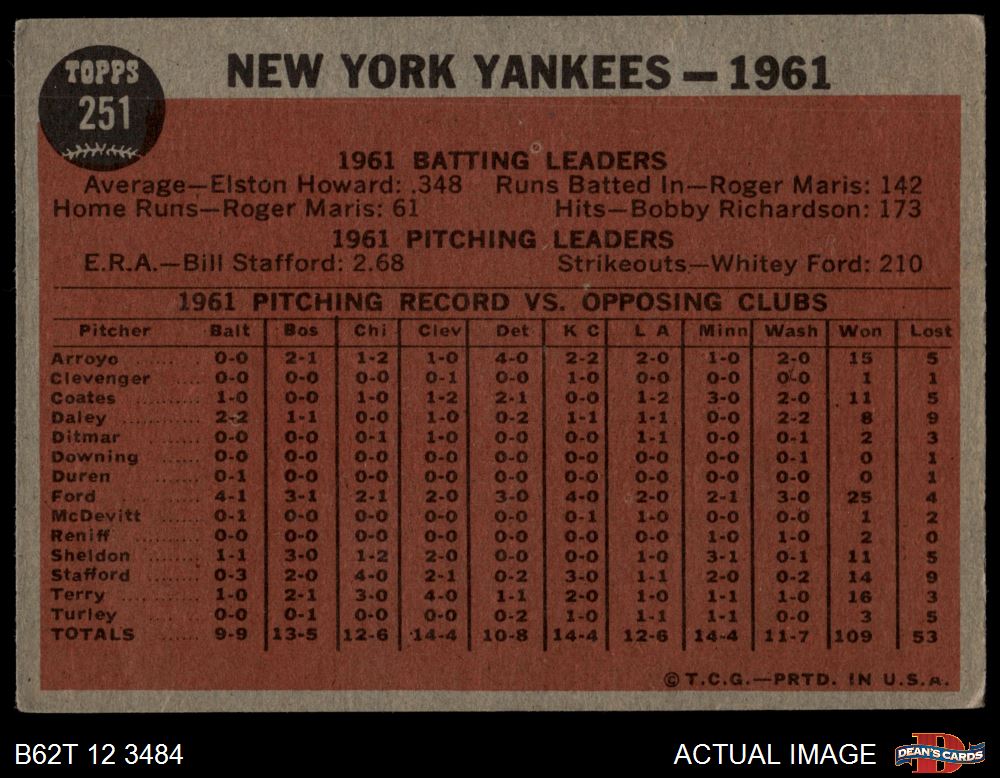 TOPPS
251
NEW YORK YANKEES — 1961
1961 BATTING LEADERS
Average—Elston Howard: .348 Runs Batted In—Roger Maris: 142
Home Runs—Roger Maris: 61 Hits—Bobby Richardson: 173
1961 PITCHING LEADERS
E.R.A.—Bill Stafford: 2.68 Strikeouts—Whitey Ford: 210
1961 PITCHING RECORD VS. OPPOSING CLUBS
Pitcher Balt Bos Chi Clev Det K C L A Minn Wash Won Lost
Arroyo ...... 0-0 2-1 1-2 1-0 4-0 2-2 2-0 1-0 2-0 15 5
Clevenger ..... 0-0 0-0 0-0 0-1 0-0 1-0 0-0 0-0 0-0 1 1
Coates ...... 1-0 0-0 1-0 1-2 2-1 0-0 1-2 3-0 2-0 11 5
Daley ........... 2-2 1-1 0-0 1-0 0-2 1-1 1-1 0-0 2-2 8 9
Ditmar ...... 0-0 0-0 0-1 1-0 0-0 0-0 1-1 0-0 0-1 2 3
Downing ...... 0-0 0-0 0-0 0-0 0-0 0-0 0-0 0-0 0-1 0 1
Duren ...... 0-1 0-0 0-0 0-0 0-0 0-0 0-0 0-0 0-0 0 1
Ford ........ 4-1 3-1 2-1 2-0 3-0 4-0 2-0 2-1 3-0 25 4
McDevitt ...... 0-1 0-0 0-0 0-0 0-0 0-1 1-0 0-0 0-0 1 2
Reniff ...... 0-0 0-0 0-0 0-0 0-0 0-0 0-0 1-0 1-0 2 0
Sheldon ...... 1-1 3-0 1-2 2-0 0-0 0-0 1-0 3-1 0-1 11 5
Stafford ....... 0-3 2-0 4-0 2-1 0-2 3-0 1-1 2-0 0-2 14 9
Terry ........ 1-0 2-1 3-0 4-0 1-1 2-0 1-0 1-1 1-0 16 3
Turley ..... 0-0 0-1 0-0 0-0 0-2 1-0 1-1 1-1 0-0 3 5
TOTALS 9-9 13-5 12-6 14-4 10-8 14-4 12-6 14-4 11-7 109 53
© T.C.G.—PRTD. IN U.S.A.
B62T 12 3484 ACTUAL IMAGE DEAN'S CARDS